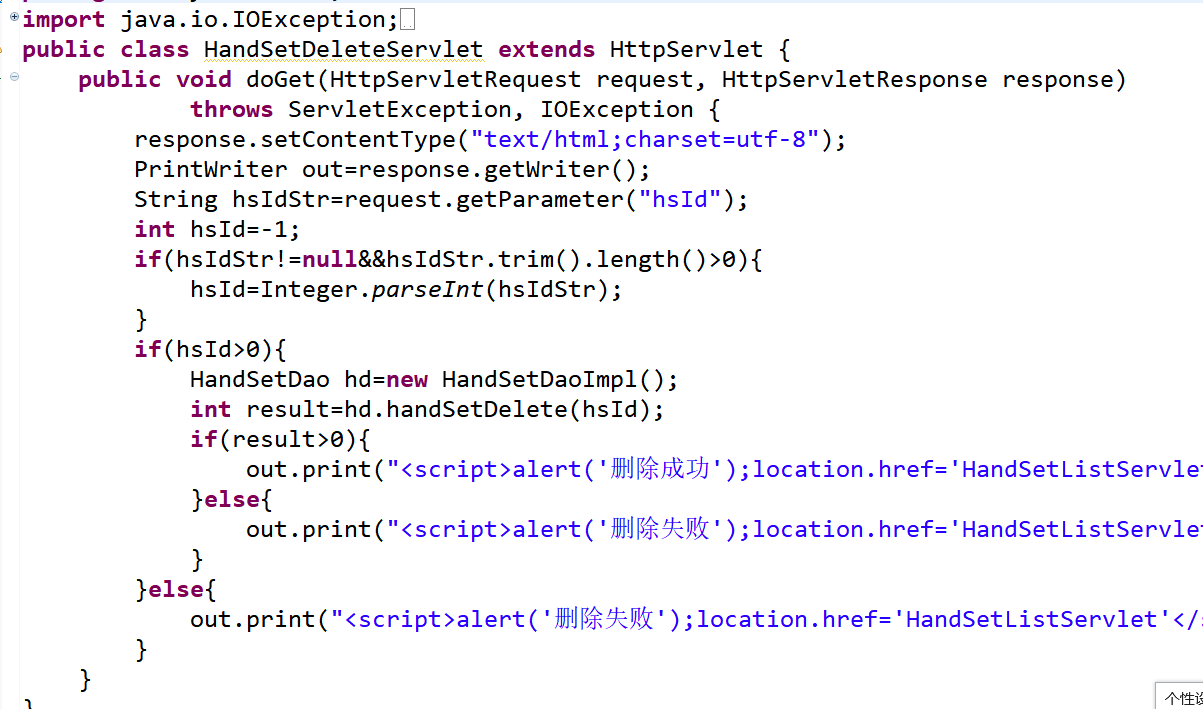 import java.io.IOException;
public class HandSetDeleteServlet extends HttpServlet {
    public void doGet(HttpServletRequest request, HttpServletResponse response)
            throws ServletException, IOException {
        response.setContentType("text/html;charset=utf-8");
        PrintWriter out=response.getWriter();
        String hsIdStr=request.getParameter("hsId");
        int hsId=-1;
        if(hsIdStr!=null&&hsIdStr.trim().length()>0){
            hsId=Integer.parseInt(hsIdStr);
        }
        if(hsId>0){
            HandSetDao hd=new HandSetDaoImpl();
            int result=hd.handSetDelete(hsId);
            if(result>0){
                out.print("<script>alert('删除成功');location.href='HandSetListServlet
            }else{
                out.print("<script>alert('删除失败');location.href='HandSetListServlet
            }
        }else{
            out.print("<script>alert('删除失败');location.href='HandSetListServlet'</
        }
    }
}
个性设